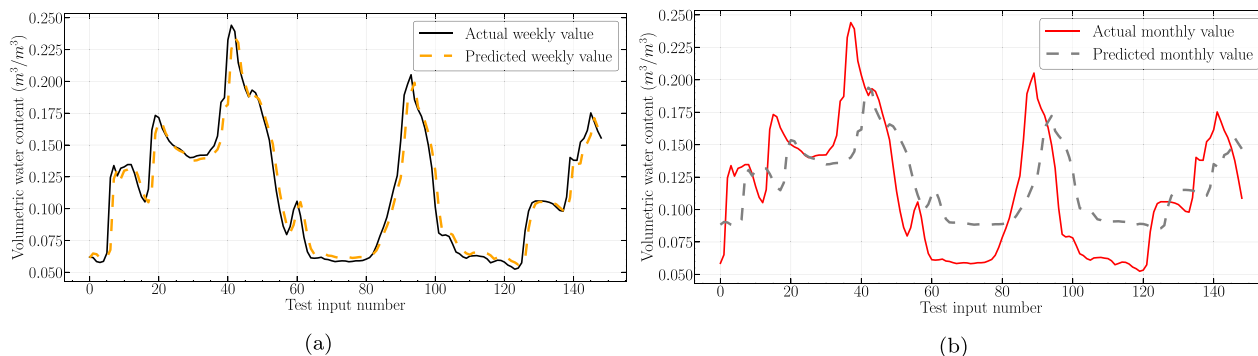 0.250
0.225
0.200
0.175
0.150
0.125
0.100
0.075
0.050
Volumetric water content (m³/m³)
Actual weekly value
Predicted weekly value
0 20 40 60 80 100 120 140
Test input number
(a)
0.250
0.225
0.200
0.175
0.150
0.125
0.100
0.075
0.050
Volumetric water content (m³/m³)
Actual monthly value
Predicted monthly value
0 20 40 60 80 100 120 140
Test input number
(b)